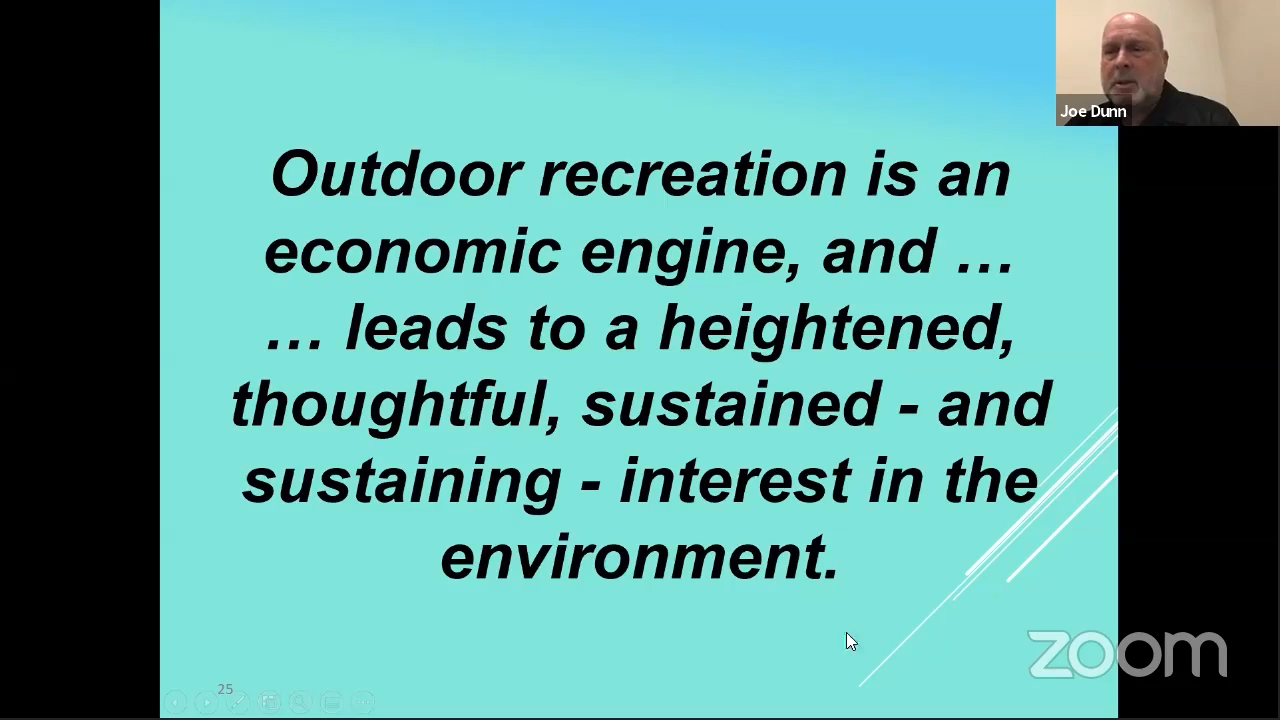 Joe Dunn
Outdoor recreation is an
economic engine, and …
… leads to a heightened,
thoughtful, sustained - and
sustaining - interest in the
environment.
zoom
25